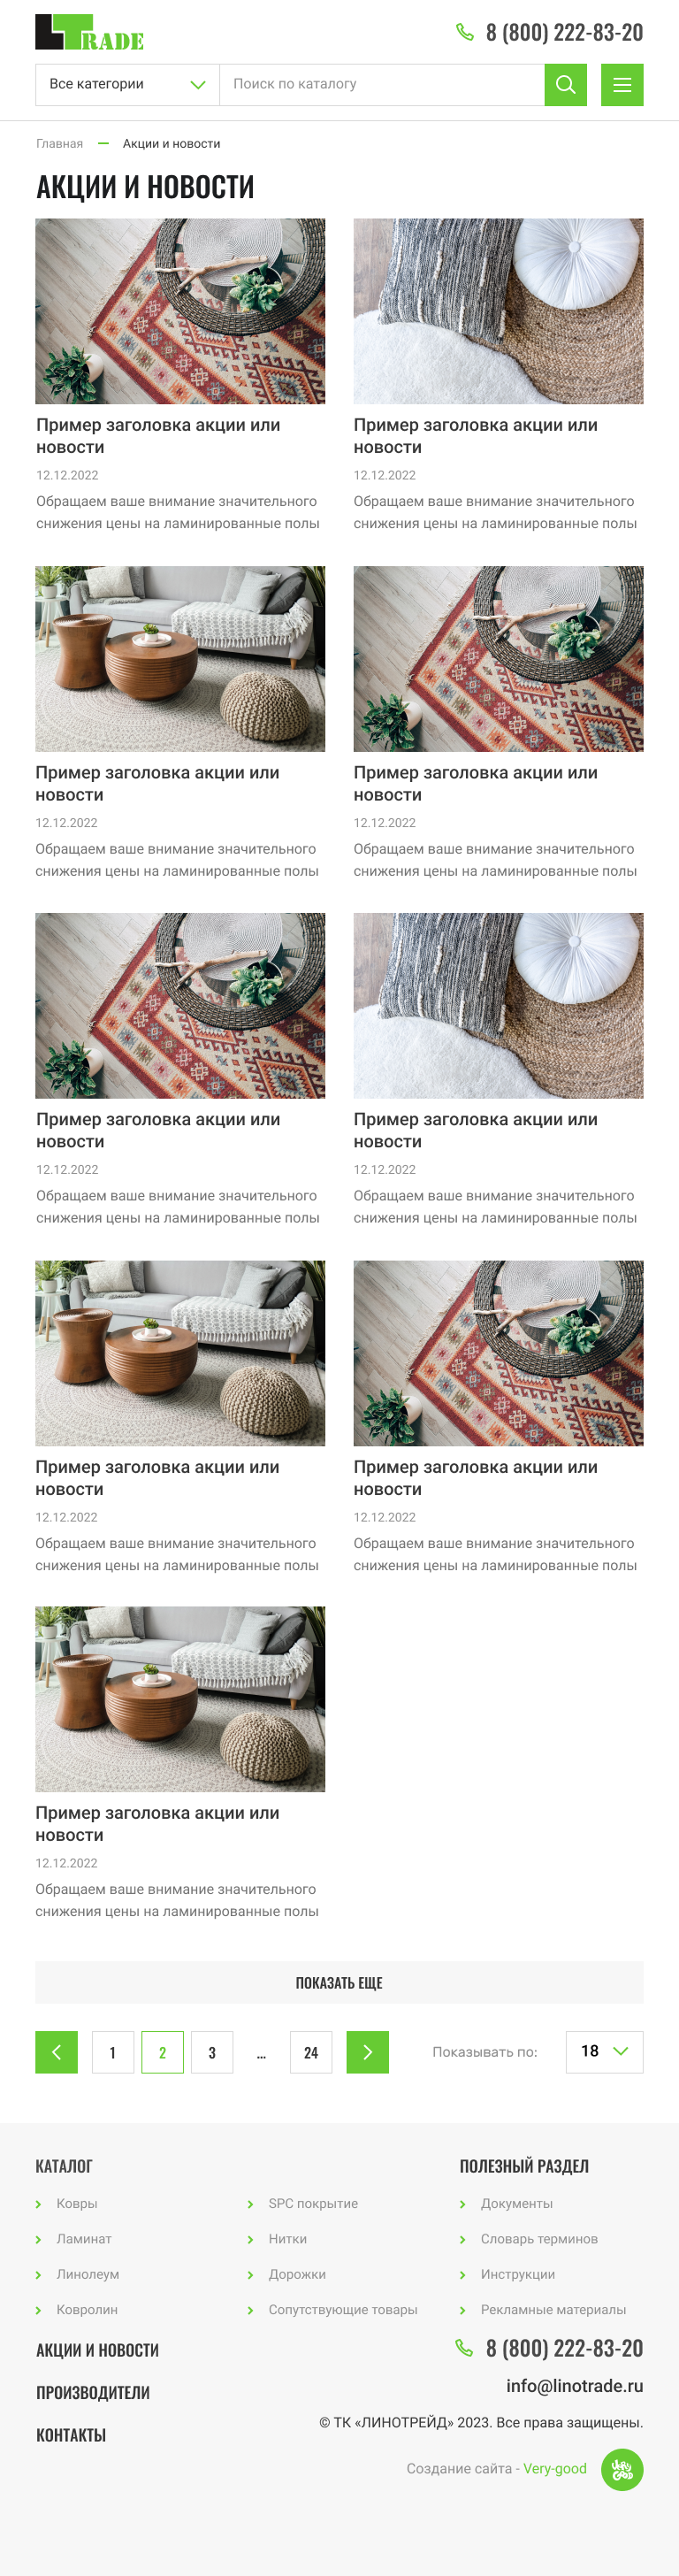 LTRADE
8 (800) 222-83-20
Все категории
Поиск по каталогу
Главная — Акции и новости
АКЦИИ И НОВОСТИ
Пример заголовка акции или
новости
12.12.2022
Обращаем ваше внимание значительного
снижения цены на ламинированные полы
Пример заголовка акции или
новости
12.12.2022
Обращаем ваше внимание значительного
снижения цены на ламинированные полы
Пример заголовка акции или
новости
12.12.2022
Обращаем ваше внимание значительного
снижения цены на ламинированные полы
Пример заголовка акции или
новости
12.12.2022
Обращаем ваше внимание значительного
снижения цены на ламинированные полы
Пример заголовка акции или
новости
12.12.2022
Обращаем ваше внимание значительного
снижения цены на ламинированные полы
Пример заголовка акции или
новости
12.12.2022
Обращаем ваше внимание значительного
снижения цены на ламинированные полы
Пример заголовка акции или
новости
12.12.2022
Обращаем ваше внимание значительного
снижения цены на ламинированные полы
Пример заголовка акции или
новости
12.12.2022
Обращаем ваше внимание значительного
снижения цены на ламинированные полы
Пример заголовка акции или
новости
12.12.2022
Обращаем ваше внимание значительного
снижения цены на ламинированные полы
ПОКАЗАТЬ ЕЩЕ
1 2 3 ... 24
Показывать по: 18
КАТАЛОГ
Ковры
Ламинат
Линолеум
Ковролин
SPC покрытие
Нитки
Дорожки
Сопутствующие товары
ПОЛЕЗНЫЙ РАЗДЕЛ
Документы
Словарь терминов
Инструкции
Рекламные материалы
АКЦИИ И НОВОСТИ
ПРОИЗВОДИТЕЛИ
КОНТАКТЫ
8 (800) 222-83-20
info@linotrade.ru
© ТК «ЛИНОТРЕЙД» 2023. Все права защищены.
Создание сайта - Very-good
VERY
GOOD